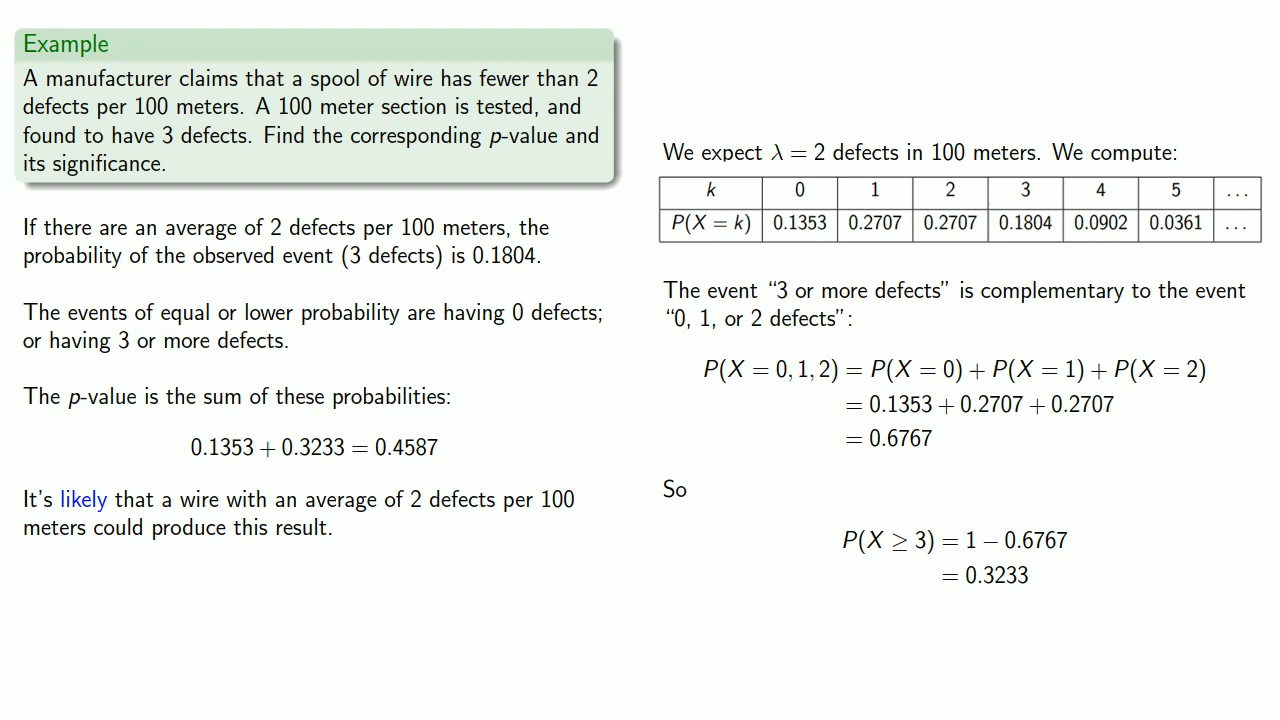 Example
A manufacturer claims that a spool of wire has fewer than 2
defects per 100 meters. A 100 meter section is tested, and
found to have 3 defects. Find the corresponding p-value and
its significance.
If there are an average of 2 defects per 100 meters, the
probability of the observed event (3 defects) is 0.1804.
The events of equal or lower probability are having 0 defects;
or having 3 or more defects.
The p-value is the sum of these probabilities:
0.1353 + 0.3233 = 0.4587
It's likely that a wire with an average of 2 defects per 100
meters could produce this result.
We expect λ = 2 defects in 100 meters. We compute:
k 0 1 2 3 4 5 ...
P(X = k) 0.1353 0.2707 0.2707 0.1804 0.0902 0.0361 ...
The event “3 or more defects” is complementary to the event
“0, 1, or 2 defects”:
P(X = 0, 1, 2) = P(X = 0) + P(X = 1) + P(X = 2)
= 0.1353 + 0.2707 + 0.2707
= 0.6767
So
P(X ≥ 3) = 1 − 0.6767
= 0.3233